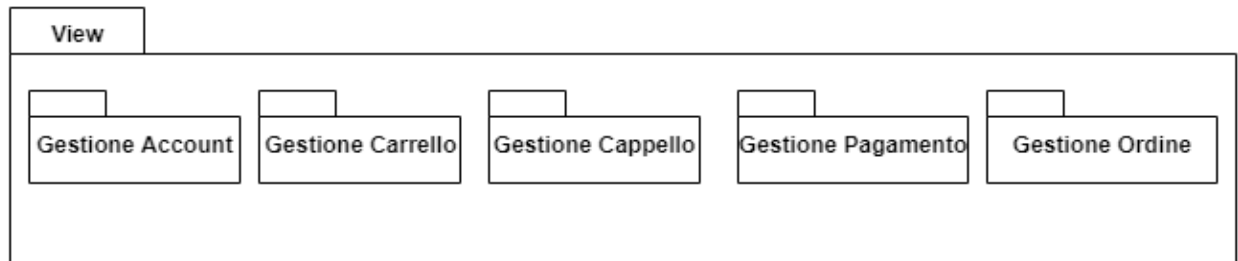 View
Gestione Account
Gestione Carrello
Gestione Cappello
Gestione Pagamento
Gestione Ordine